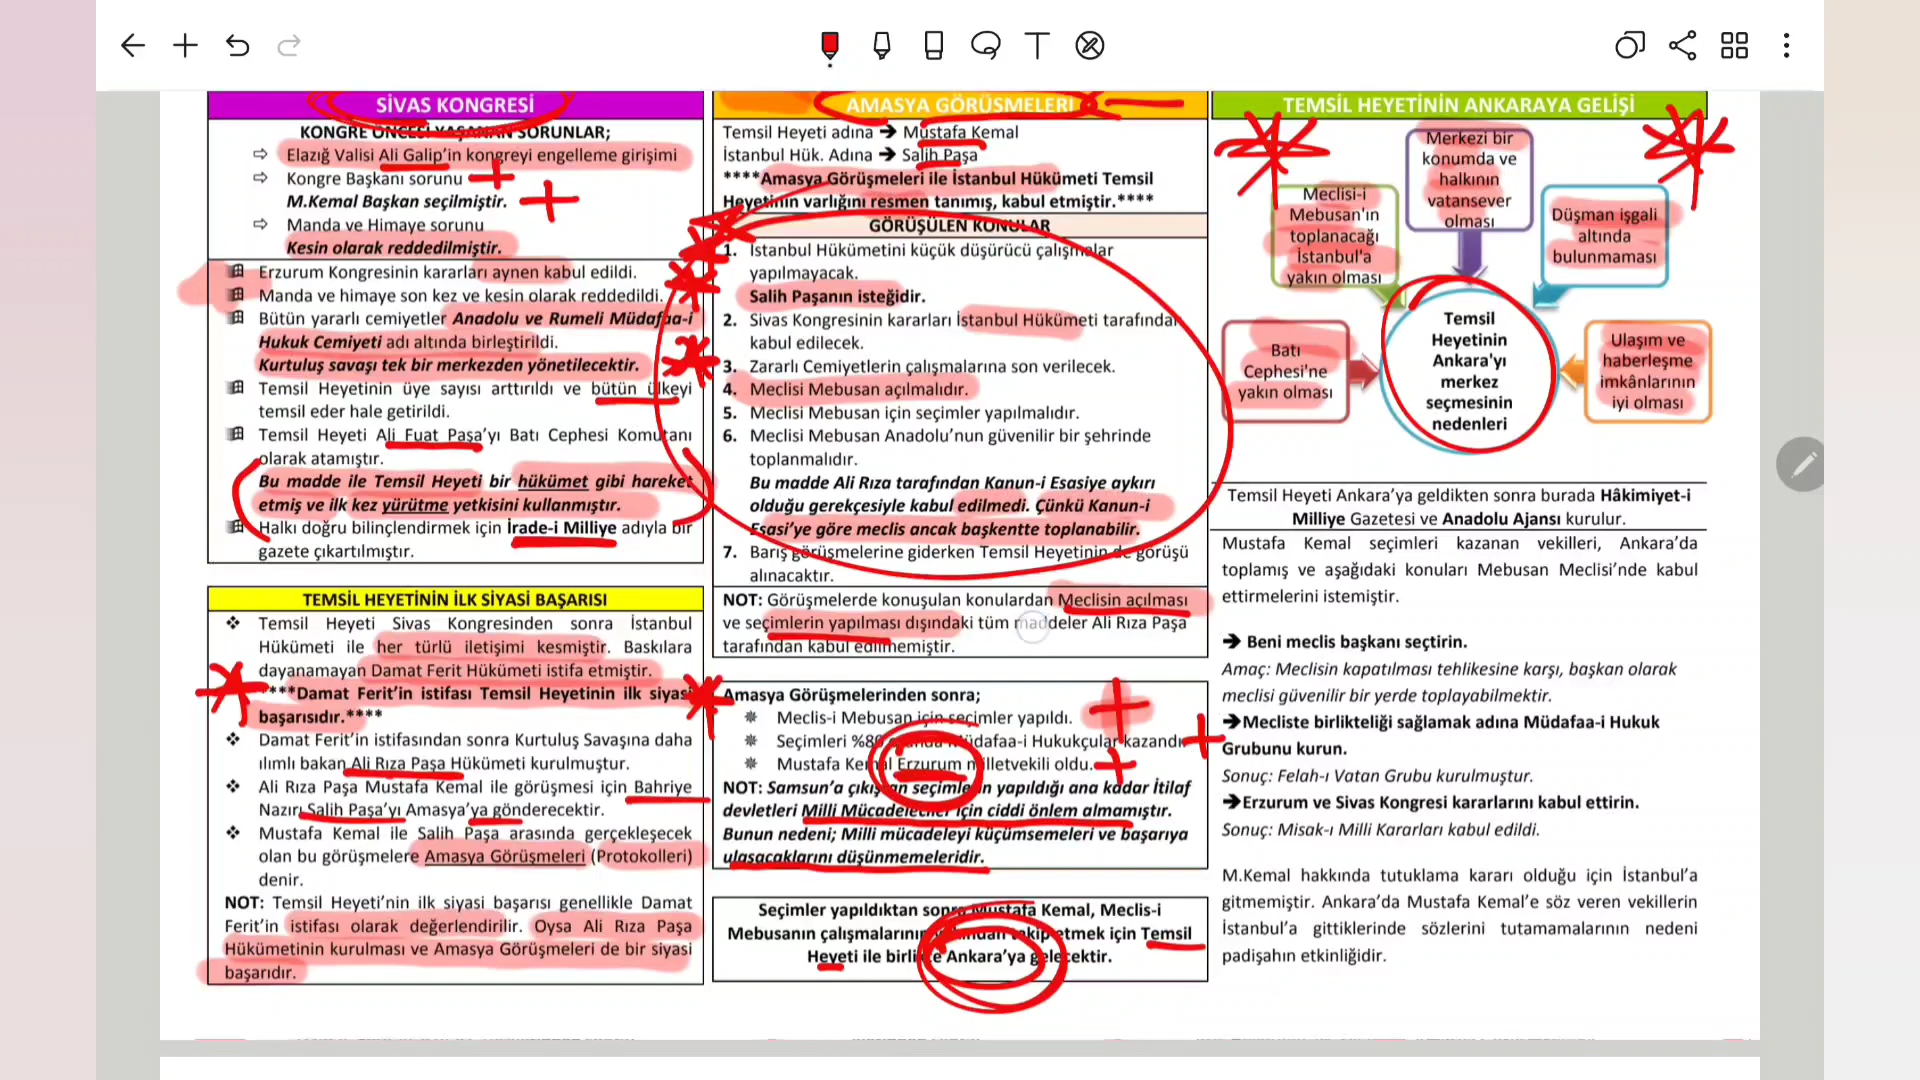 SİVAS KONGRESİ
KONGRE ÖNCESİ YAŞANAN SORUNLAR;
Elazığ Valisi Ali Galip'in kongreyi engelleme girişimi
Kongre Başkanı sorunu
M.Kemal Başkan seçilmiştir.
Manda ve Himaye sorunu
Kesin olarak reddedilmiştir.
Erzurum Kongresinin kararları aynen kabul edildi.
Manda ve himaye son kez ve kesin olarak reddedildi.
Bütün yararlı cemiyetler Anadolu ve Rumeli Müdafaa-i
Hukuk Cemiyeti adı altında birleştirildi.
Kurtuluş savaşı tek bir merkezden yönetilecektir.
Temsil Heyetinin üye sayısı arttırıldı ve bütün ülkeyi
temsil eder hale getirildi.
Temsil Heyeti Ali Fuat Paşa'yı Batı Cephesi Komutanı
olarak atamıştır.
Bu madde ile Temsil Heyeti bir hükümet gibi hareket
etmiş ve ilk kez yürütme yetkisini kullanmıştır.
Halkı doğru bilinçlendirmek için İrade-i Milliye adıyla bir
gazete çıkartılmıştır.
TEMSİL HEYETİNİN İLK SİYASİ BAŞARISI
Temsil Heyeti Sivas Kongresinden sonra İstanbul
Hükümeti ile her türlü iletişimi kesmiştir. Baskılara
dayanamayan Damat Ferit Hükümeti istifa etmiştir.
****Damat Ferit'in istifası Temsil Heyetinin ilk siyasi
başarısıdır.****
Damat Ferit'in istifasından sonra Kurtuluş Savaşına daha
ılımlı bakan Ali Rıza Paşa Hükümeti kurulmuştur.
Ali Rıza Paşa Mustafa Kemal ile görüşmesi için Bahriye
Nazırı Salih Paşa'yı Amasya'ya gönderecektir.
Mustafa Kemal ile Salih Paşa arasında gerçekleşecek
olan bu görüşmelere Amasya Görüşmeleri (Protokolleri)
denir.
NOT: Temsil Heyeti'nin ilk siyasi başarısı genellikle Damat
Ferit'in istifası olarak değerlendirilir. Oysa Ali Rıza Paşa
Hükümetinin kurulması ve Amasya Görüşmeleri de bir siyasi
başarıdır.
AMASYA GÖRÜŞMELERİ
Temsil Heyeti adına ➔ Mustafa Kemal
İstanbul Hük. Adına ➔ Salih Paşa
****Amasya Görüşmeleri ile İstanbul Hükümeti Temsil
Heyetinin varlığını resmen tanımış, kabul etmiştir.****
GÖRÜŞÜLEN KONULAR
1. İstanbul Hükümetini küçük düşürücü çalışmalar
yapılmayacak.
Salih Paşanın isteğidir.
2. Sivas Kongresinin kararları İstanbul Hükümeti tarafından
kabul edilecek.
3. Zararlı Cemiyetlerin çalışmalarına son verilecek.
4. Meclisi Mebusan açılmalıdır.
5. Meclisi Mebusan için seçimler yapılmalıdır.
6. Meclisi Mebusan Anadolu'nun güvenilir bir şehrinde
toplanmalıdır.
Bu madde Ali Rıza tarafından Kanun-i Esasiye aykırı
olduğu gerekçesiyle kabul edilmedi. Çünkü Kanun-i
Esasi'ye göre meclis ancak başkentte toplanabilir.
7. Barış görüşmelerine giderken Temsil Heyetinin de görüşü
alınacaktır.
NOT: Görüşmelerde konuşulan konulardan Meclisin açılması
ve seçimlerin yapılması dışındaki tüm maddeler Ali Rıza Paşa
tarafından kabul edilmemiştir.
Amasya Görüşmelerinden sonra;
Meclis-i Mebusan için seçimler yapıldı.
Seçimleri Müdafaa-i Hukukçular kazandı.
Mustafa Kemal Erzurum milletvekili oldu.
NOT: Samsun'a çıkıştan seçimlerin yapıldığı ana kadar İtilaf
devletleri Milli Mücadeleciler için ciddi önlem almamıştır.
Bunun nedeni; Milli mücadeleyi küçümsemeleri ve başarıya
ulaşacaklarını düşünmemeleridir.
Seçimler yapıldıktan sonra Mustafa Kemal, Meclis-i
Mebusanın çalışmalarını yakından takip etmek için Temsil
Heyeti ile birlikte Ankara'ya gelecektir.
TEMSİL HEYETİNİN ANKARAYA GELİŞİ
Merkezi bir
konumda ve
halkının
vatansever
olması
Meclisi-i
Mebusan'ın
toplanacağı
İstanbul'a
yakın olması
Düşman işgali
altında
bulunmaması
Batı
Cephesi'ne
yakın olması
Temsil
Heyetinin
Ankara'yı
merkez
seçmesinin
nedenleri
Ulaşım ve
haberleşme
imkânlarının
iyi olması
Temsil Heyeti Ankara'ya geldikten sonra burada Hâkimiyet-i
Milliye Gazetesi ve Anadolu Ajansı kurulur.
Mustafa Kemal seçimleri kazanan vekilleri, Ankara'da
toplamış ve aşağıdaki konuları Mebusan Meclisi'nde kabul
ettirmelerini istemiştir.
➔ Beni meclis başkanı seçtirin.
Amaç: Meclisin kapatılması tehlikesine karşı, başkan olarak
meclisi güvenilir bir yerde toplayabilmektir.
➔Mecliste birlikteliği sağlamak adına Müdafaa-i Hukuk
Grubunu kurun.
Sonuç: Felah-ı Vatan Grubu kurulmuştur.
➔Erzurum ve Sivas Kongresi kararlarını kabul ettirin.
Sonuç: Misak-ı Milli Kararları kabul edildi.
M.Kemal hakkında tutuklama kararı olduğu için İstanbul'a
gitmemiştir. Ankara'da Mustafa Kemal'e söz veren vekillerin
İstanbul'a gittiklerinde sözlerini tutamamalarının nedeni
padişahın etkinliğidir.